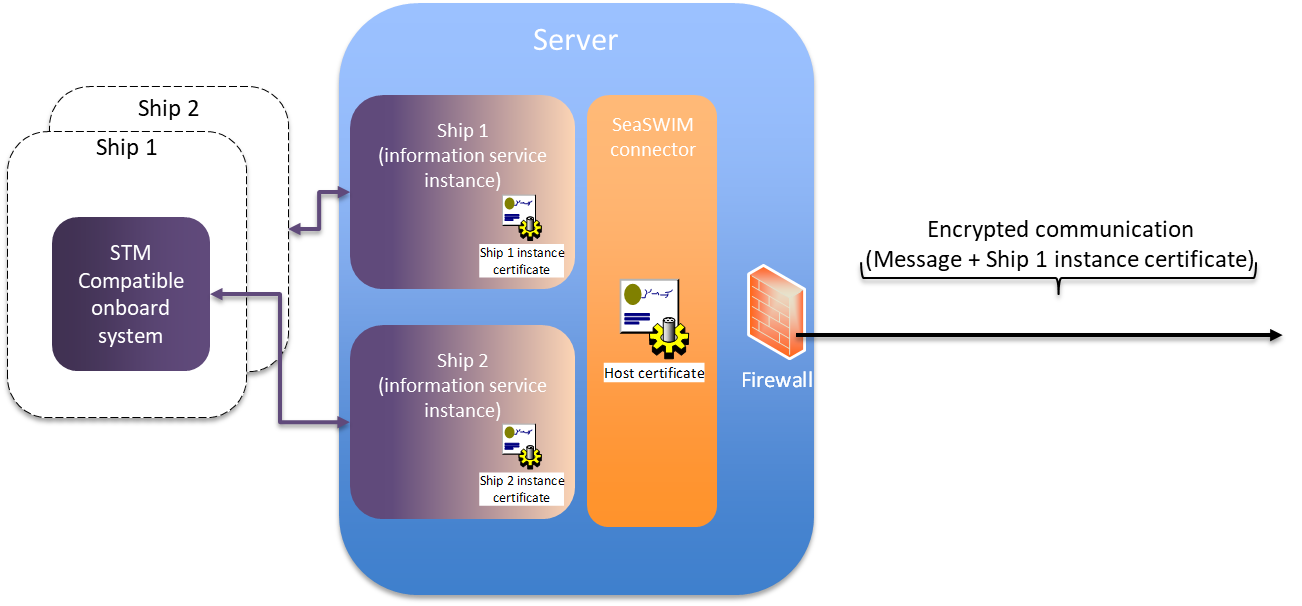 Server
Ship 2
Ship 1
STM
Compatible
onboard
system
Ship 1
(information service
instance)
Ship 1 instance
certificate
Ship 2
(information service
instance)
Ship 2 instance
certificate
SeaSWIM
connector
Host certificate
Firewall
Encrypted communication
(Message + Ship 1 instance certificate)